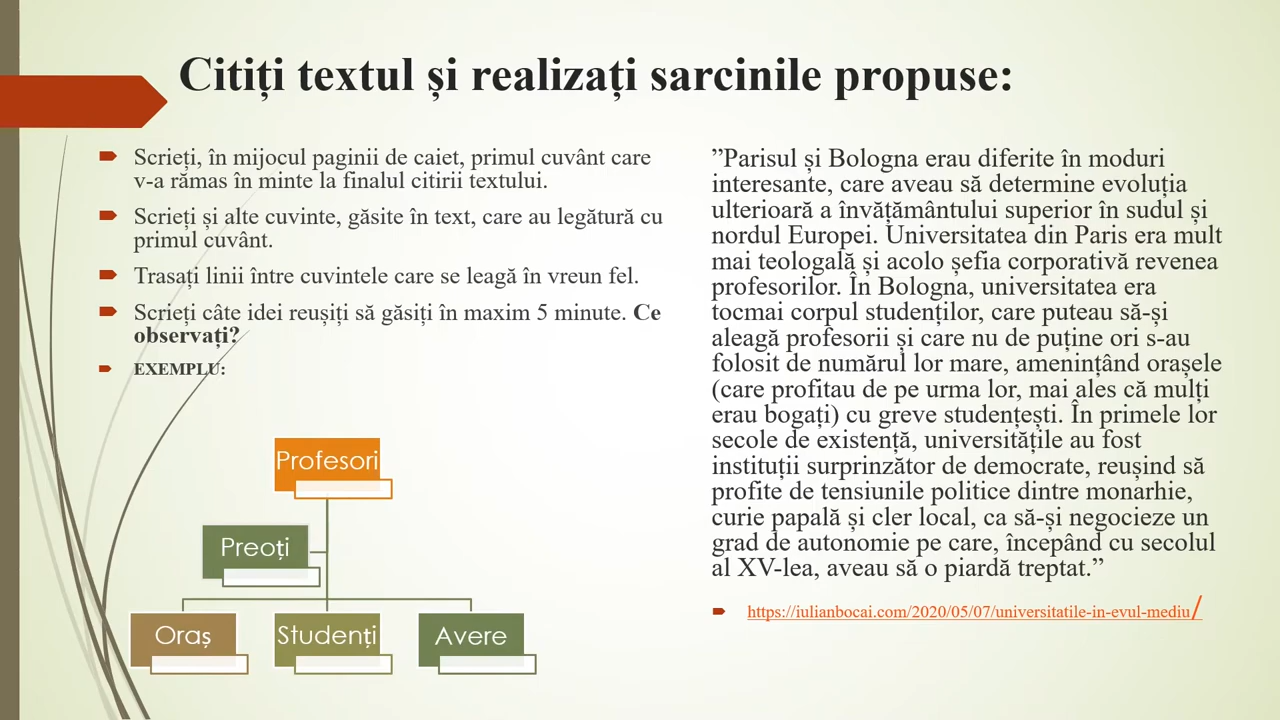 Citiți textul și realizați sarcinile propuse:
Scrieți, în mijocul paginii de caiet, primul cuvânt care
v-a rămas în minte la finalul citirii textului.
Scrieți și alte cuvinte, găsite în text, care au legătură cu
primul cuvânt.
Trasați linii între cuvintele care se leagă în vreun fel.
Scrieți câte idei reușiți să găsiți în maxim 5 minute. Ce
observați?
EXEMPLU:
Profesori
Preoți
Oraș
Studenți
Avere
”Parisul și Bologna erau diferite în moduri
interesante, care aveau să determine evoluția
ulterioară a învățământului superior în sudul și
nordul Europei. Universitatea din Paris era mult
mai teologală și acolo șefia corporativă revenea
profesorilor. În Bologna, universitatea era
tocmai corpul studenților, care puteau să-și
aleagă profesorii și care nu de puține ori s-au
folosit de numărul lor mare, amenințând orașele
(care profitau de pe urma lor, mai ales că mulți
erau bogați) cu greve studențești. În primele lor
secole de existență, universitățile au fost
instituții surprinzător de democrate, reușind să
profite de tensiunile politice dintre monarhie,
curie papală și cler local, ca să-și negocieze un
grad de autonomie pe care, începând cu secolul
al XV-lea, aveau să o piardă treptat.”
https://iulianbocai.com/2020/05/07/universitatile-in-evul-mediu/